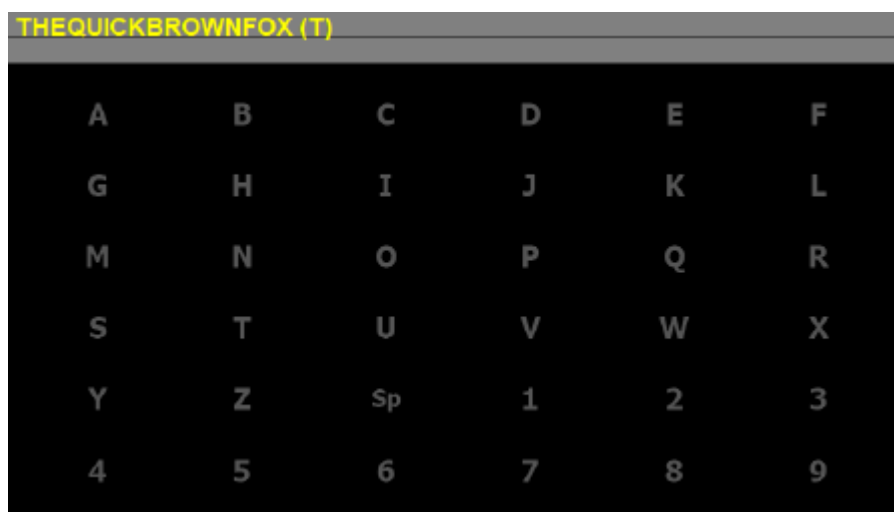 THEQUICKBROWNFOX (T)
A B C D E F
G H I J K L
M N O P Q R
S T U V W X
Y Z Sp 1 2 3
4 5 6 7 8 9